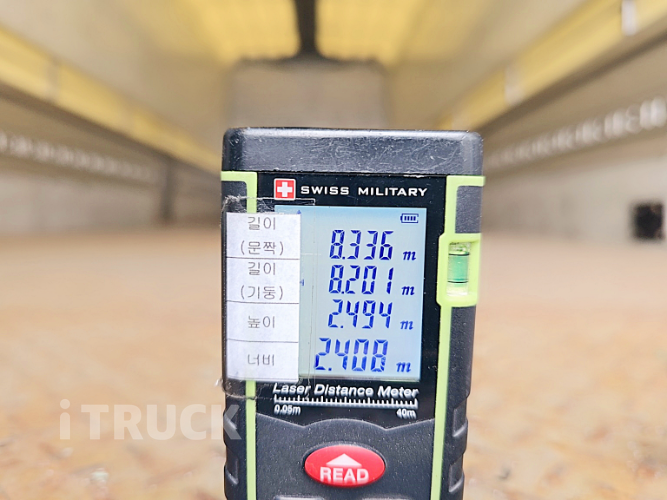 SWISS MILITARY
길이
(문짝)
8.336 m
길이
(기둥)
8.201 m
높이
2.494 m
너비
2.408 m
Laser Distance Meter
0.05m 40m
iTRUCK
READ